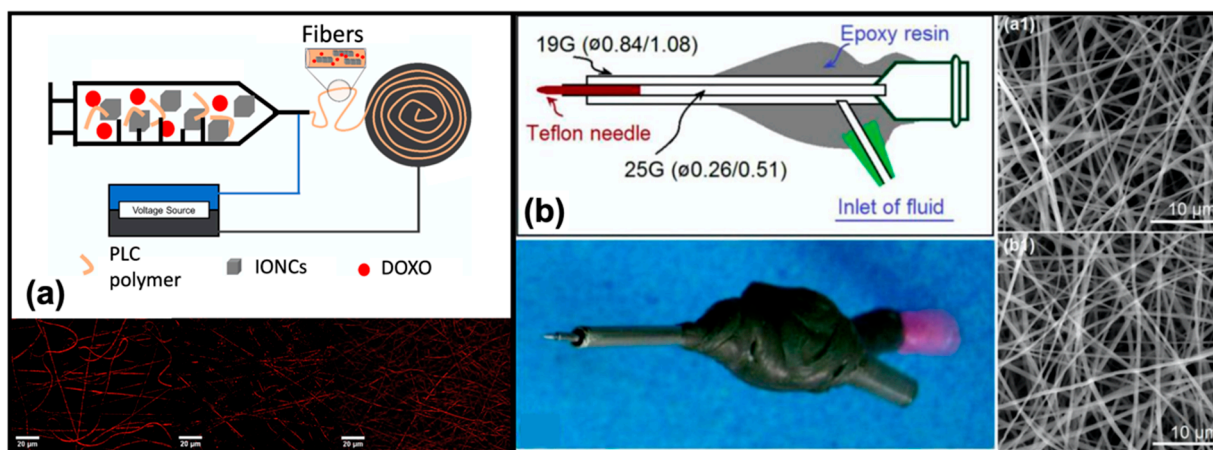 Fibers
Voltage Source
PLC
polymer
IONCs
DOXO
(a)
20 μm
20 μm
20 μm
19G (ø0.84/1.08)
Epoxy resin
Teflon needle
25G (ø0.26/0.51)
(b)
Inlet of fluid
(a1)
10 μm
(b1)
10 μm